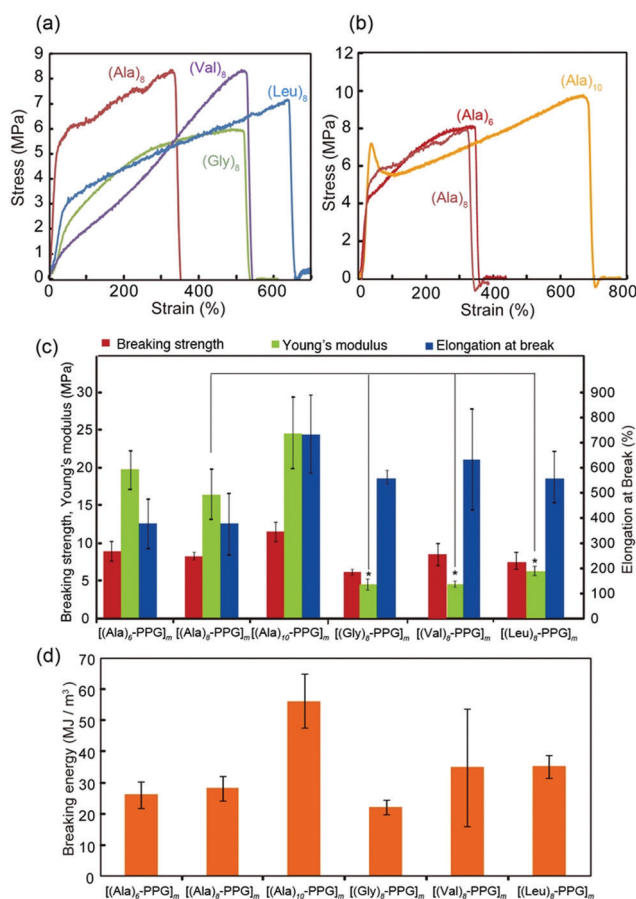 (a)
(b)
Stress (MPa)
9
8
7
6
5
4
3
2
1
0
0
200
400
600
Strain (%)
(Ala)8
(Val)8
(Leu)8
(Gly)8
Stress (MPa)
12
10
8
6
4
2
0
0
200
400
600
800
Strain (%)
(Ala)10
(Ala)6
(Ala)8
(c)
Breaking strength
Young's modulus
Elongation at break
Breaking strength, Young's modulus (MPa)
35
30
25
20
15
10
5
0
* * *
900
800
700
600
500
400
300
200
100
0
Elongation at Break (%)
[(Ala)6-PPG]m [(Ala)8-PPG]m [(Ala)10-PPG]m [(Gly)8-PPG]m [(Val)8-PPG]m [(Leu)8-PPG]m
(d)
Breaking energy (MJ / m³)
70
60
50
40
30
20
10
0
[(Ala)6-PPG]m [(Ala)8-PPG]m [(Ala)10-PPG]m [(Gly)8-PPG]m [(Val)8-PPG]m [(Leu)8-PPG]m